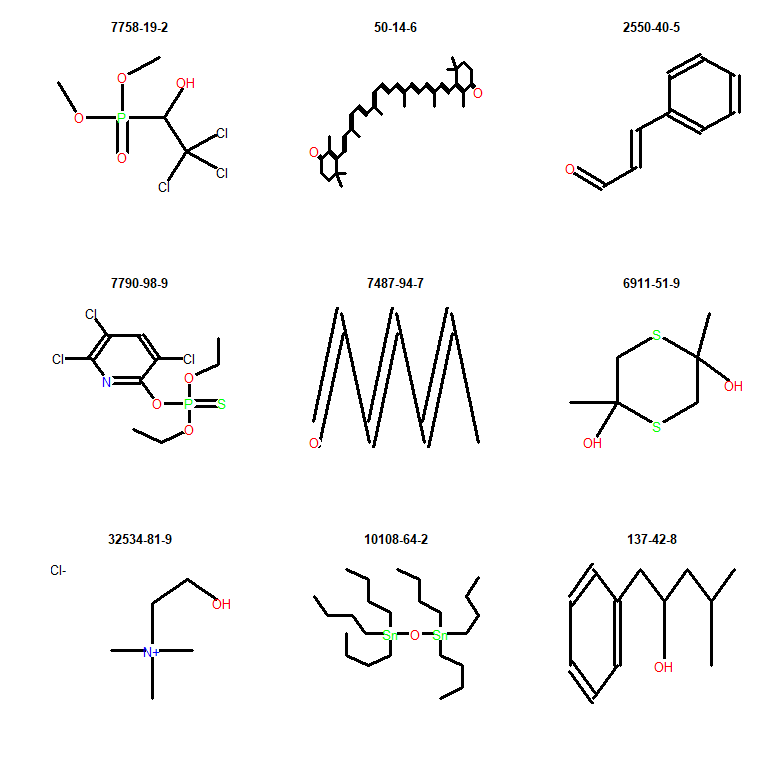 7758-19-2
50-14-6
2550-40-5
O
OH
O
P
O
Cl
Cl
Cl
O
O
O
7790-98-9
7487-94-7
6911-51-9
Cl
Cl
Cl
N
O
O
P
S
O
O
S
S
OH
OH
32534-81-9
10108-64-2
137-42-8
Cl-
OH
N+
Sn
O
Sn
OH